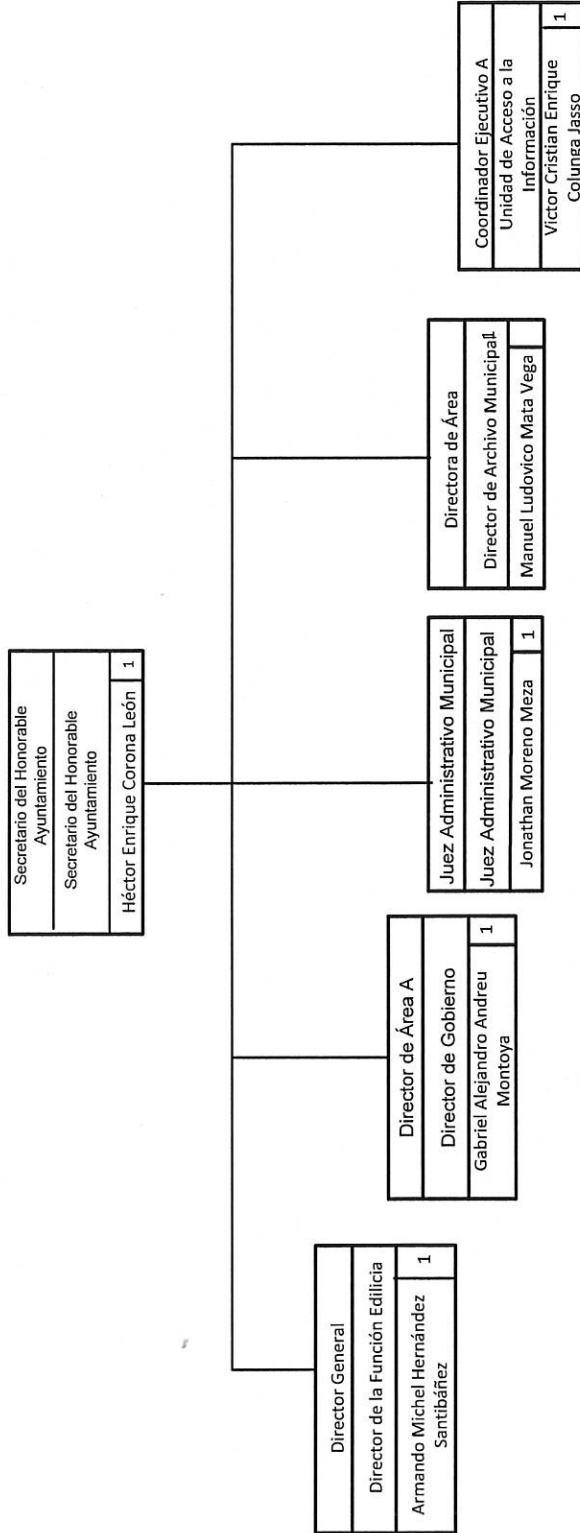 Secretario del Honorable
Ayuntamiento
Secretario del Honorable
Ayuntamiento
Héctor Enrique Corona León 1
Director General
Director de la Función Edilicia
Armando Michel Hernández 1
Santibáñez
Director de Área A
Director de Gobierno
Gabriel Alejandro Andreu 1
Montoya
Juez Administrativo Municipal
Juez Administrativo Municipal
Jonathan Moreno Meza 1
Directora de Área
Director de Archivo Municipal 1
Manuel Ludovico Mata Vega
Coordinador Ejecutivo A
Unidad de Acceso a la
Información
Victor Cristian Enrique 1
Colunga Jasso